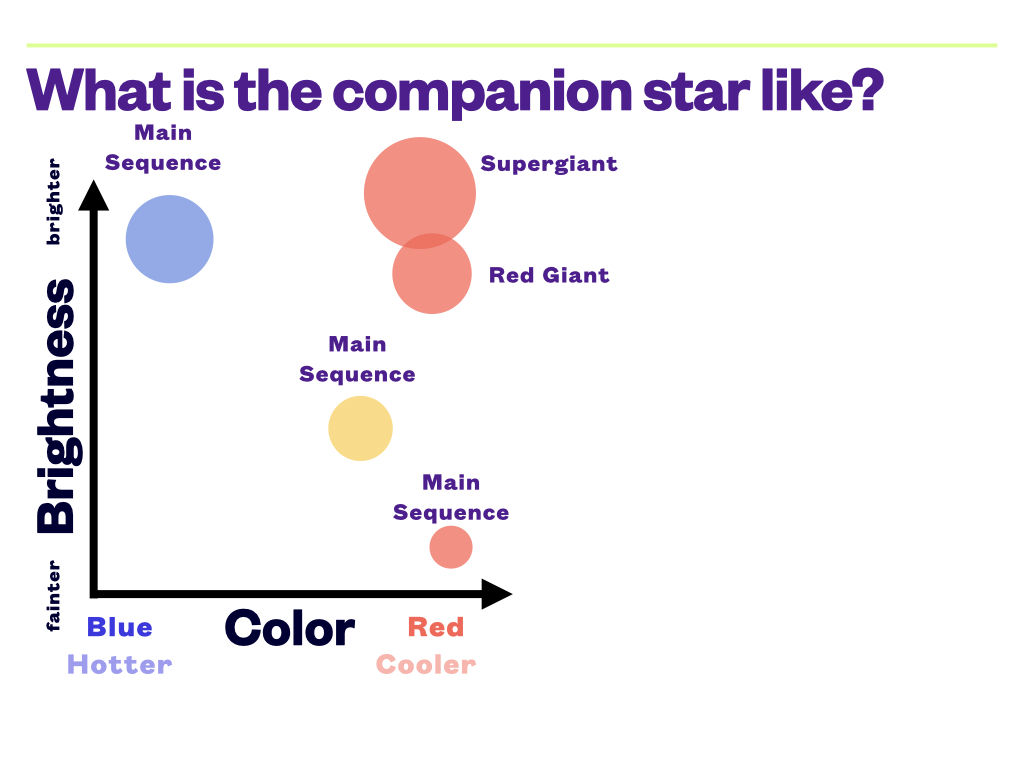 What is the companion star like?
Main
Sequence
Supergiant
brighter
Red Giant
Brightness
Main
Sequence
Main
Sequence
fainter
Blue
Color
Red
Hotter
Cooler